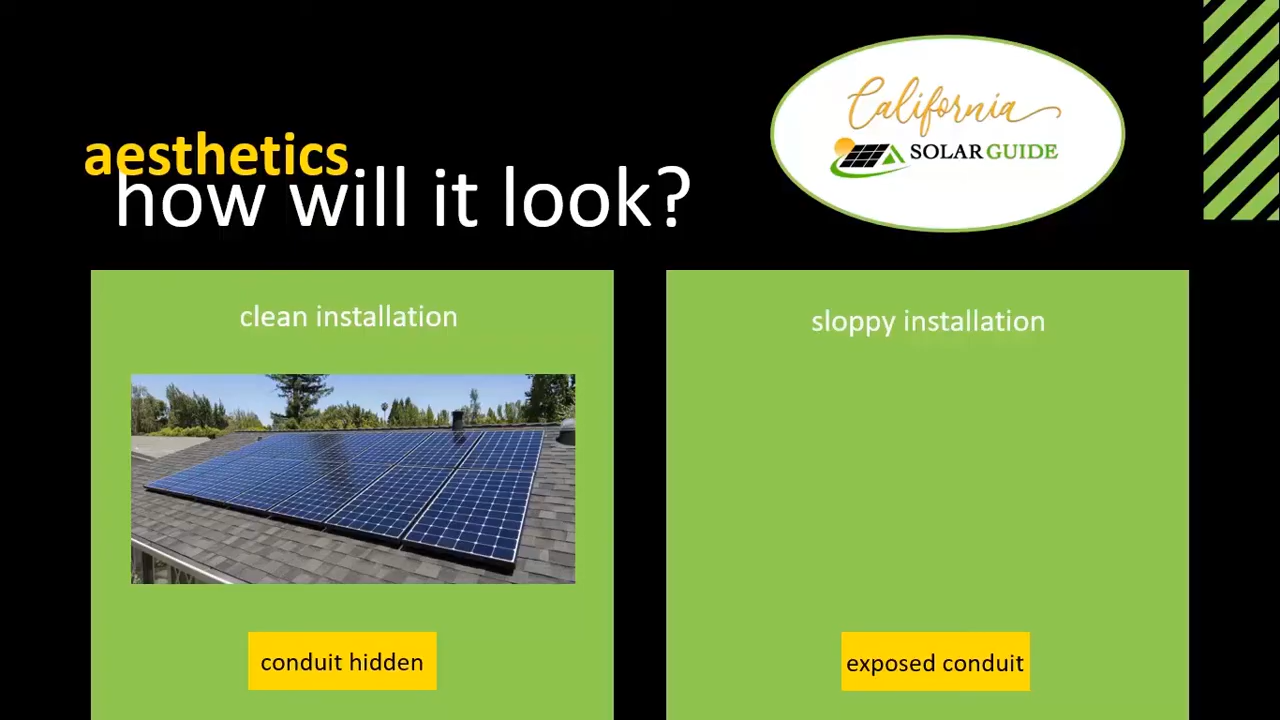 aesthetics
how will it look?
California
SOLAR GUIDE
clean installation
conduit hidden
sloppy installation
exposed conduit